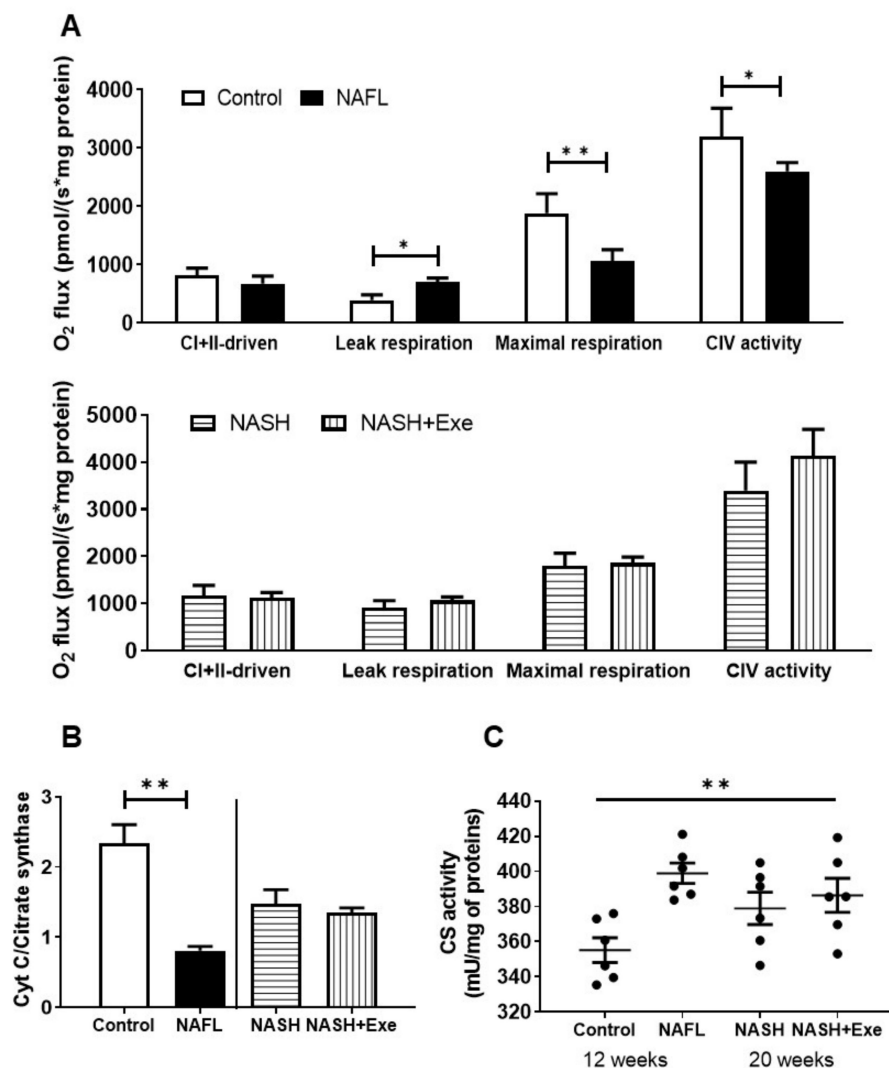 A
O2 flux (pmol/(s*mg protein)
4000
3000
2000
1000
0
Control NAFL
*
**
*
CI+II-driven Leak respiration Maximal respiration CIV activity
O2 flux (pmol/(s*mg protein)
5000
4000
3000
2000
1000
0
NASH NASH+Exe
CI+II-driven Leak respiration Maximal respiration CIV activity
B
Cyt C/Citrate synthase
3
2
1
0
**
Control NAFL NASH NASH+Exe
C
CS activity
(mU/mg of proteins)
440
420
400
380
360
340
320
**
Control NAFL NASH NASH+Exe
12 weeks 20 weeks